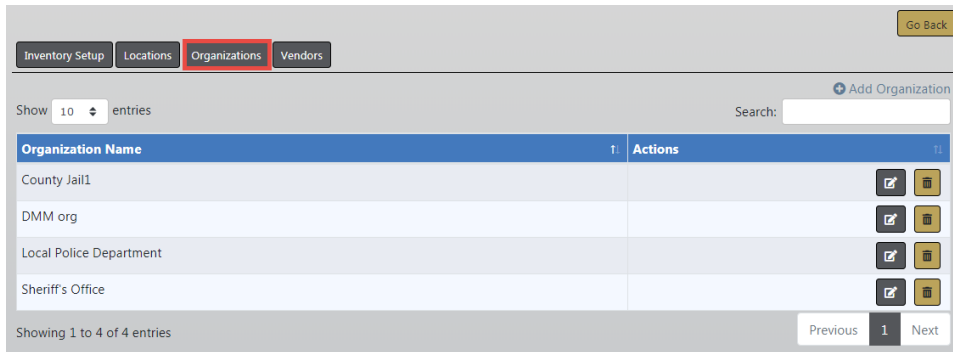 Go Back
Inventory Setup Locations Organizations Vendors
Add Organization
Show 10 entries Search:
Organization Name Actions
County Jail1
DMM org
Local Police Department
Sheriff's Office
Showing 1 to 4 of 4 entries Previous 1 Next